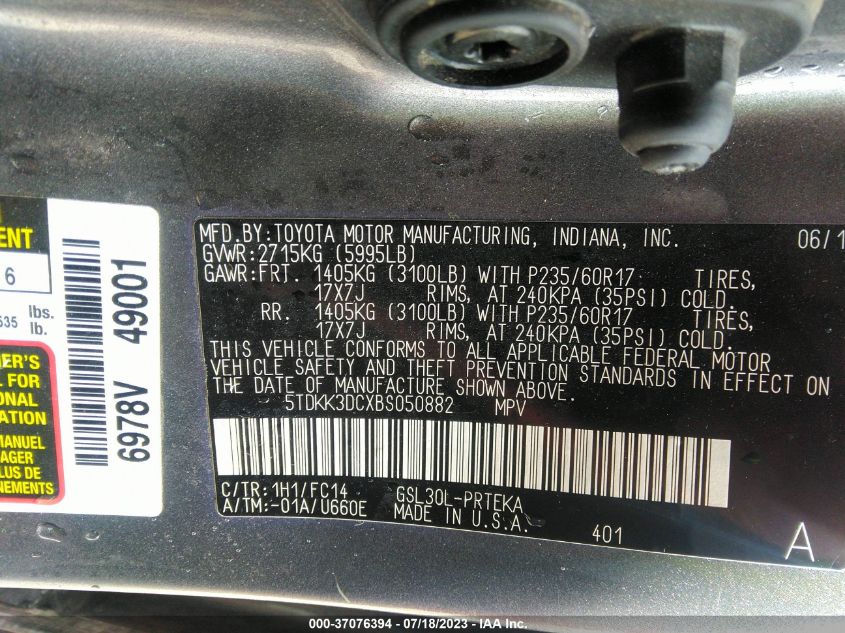 MENT
6
535 lbs.
lb.
ER'S
L FOR
ONAL
ATION
MANUEL
AGER
LUS DE
NEMENTS
6978V 49001
MFD.BY:TOYOTA MOTOR MANUFACTURING, INDIANA, INC. 06/1
GVWR:2715KG (5995LB)
GAWR:FRT. 1405KG (3100LB) WITH P235/60R17 TIRES,
17X7J RIMS, AT 240KPA (35PSI) COLD.
RR. 1405KG (3100LB) WITH P235/60R17 TIRES,
17X7J RIMS, AT 240KPA (35PSI) COLD.
THIS VEHICLE CONFORMS TO ALL APPLICABLE FEDERAL MOTOR
VEHICLE SAFETY AND THEFT PREVENTION STANDARDS IN EFFECT ON
THE DATE OF MANUFACTURE SHOWN ABOVE.
5TDKK3DCXBS050882 MPV
C/TR:1H1/FC14 GSL30L-PRTEKA
A/TM:-01A/U660E MADE IN U.S.A.
401
A
000-37076394 - 07/18/2023 - IAAI - Copyright © 2023 IAA, Inc.